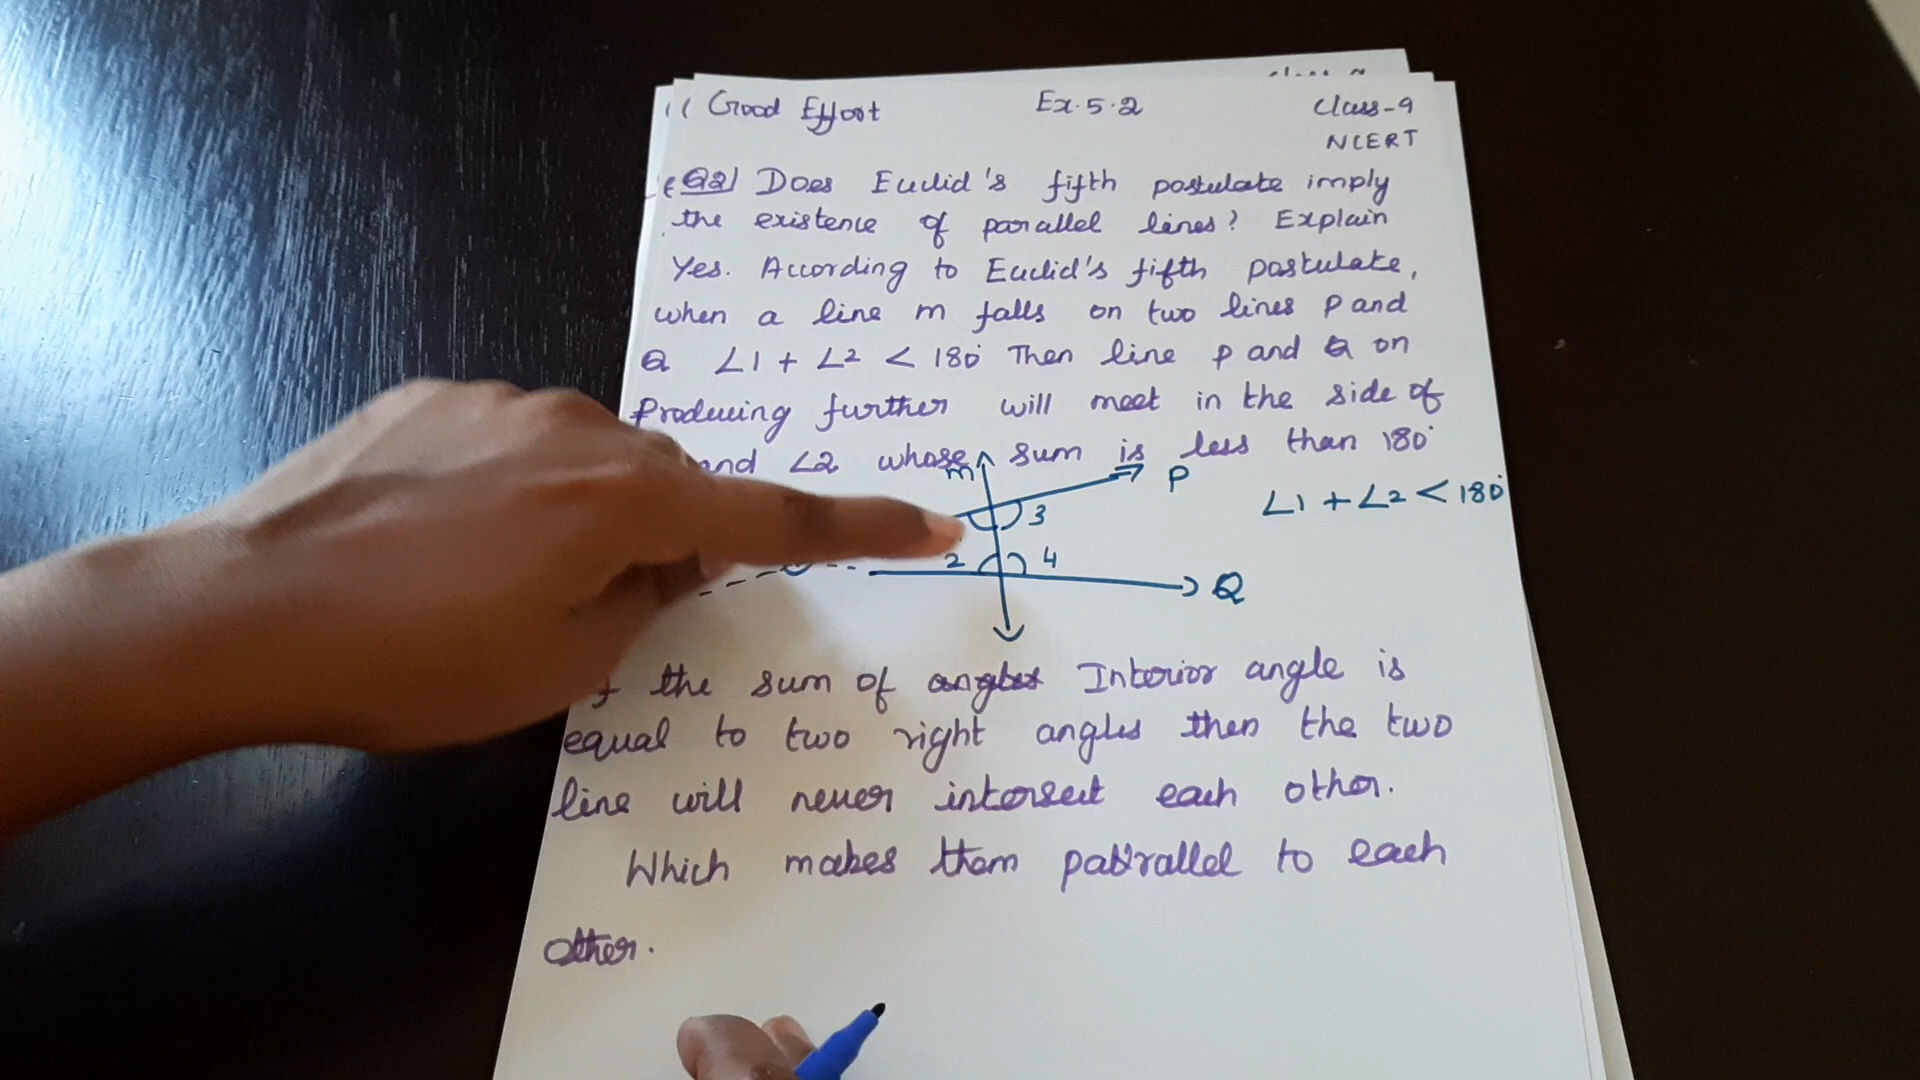 Good Effort Ex.5.2 Class-9
NCERT
Q2) Does Euclid's fifth postulate imply
the existence of parallel lines? Explain
Yes. According to Euclid's fifth postulate,
when a line m falls on two lines P and
Q ∠1 + ∠2 < 180° Then line p and Q on
Producing further will meet in the side of
and ∠2 whose sum is less than 180°
m P
∠1 + ∠2 < 180°
3
2 4
Q
the sum of angles Interior angle is
equal to two right angles then the two
line will never intersect each other.
Which makes them parallel to each
other.